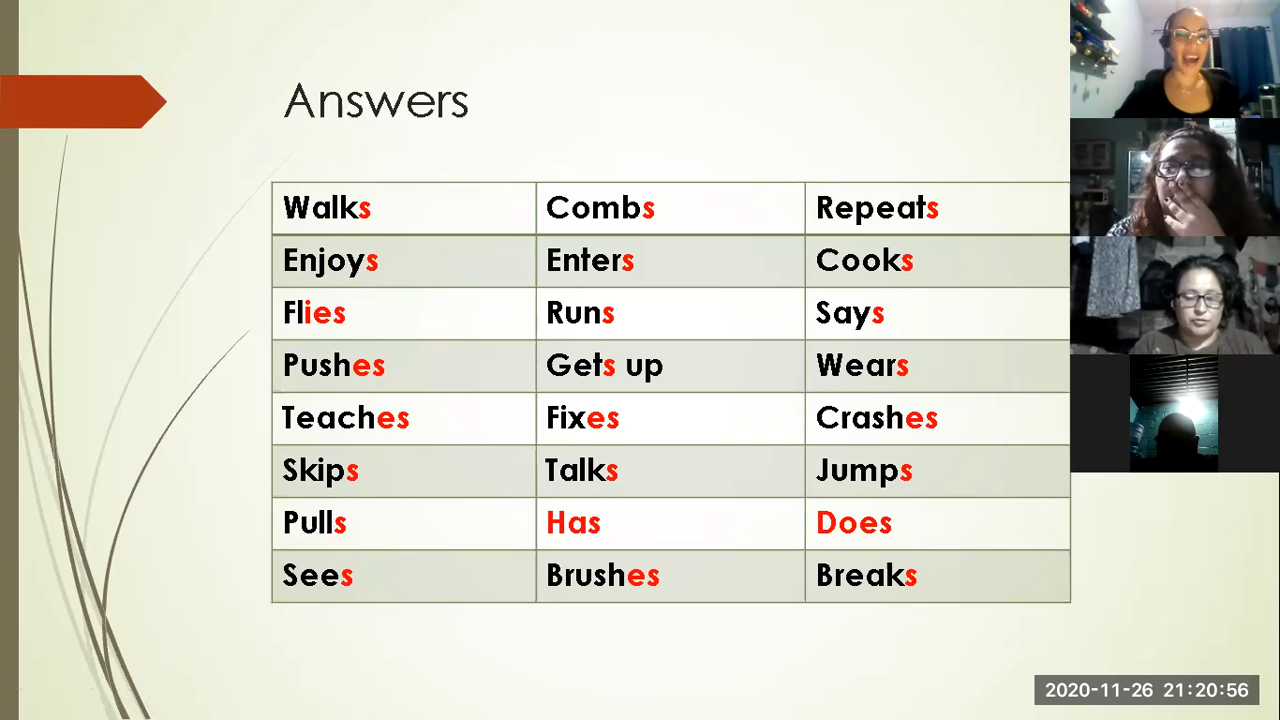 Answers
Walks Combs Repeats
Enjoys Enters Cooks
Flies Runs Says
Pushes Gets up Wears
Teaches Fixes Crashes
Skips Talks Jumps
Pulls Has Does
Sees Brushes Breaks
2020-11-26 21:20:56